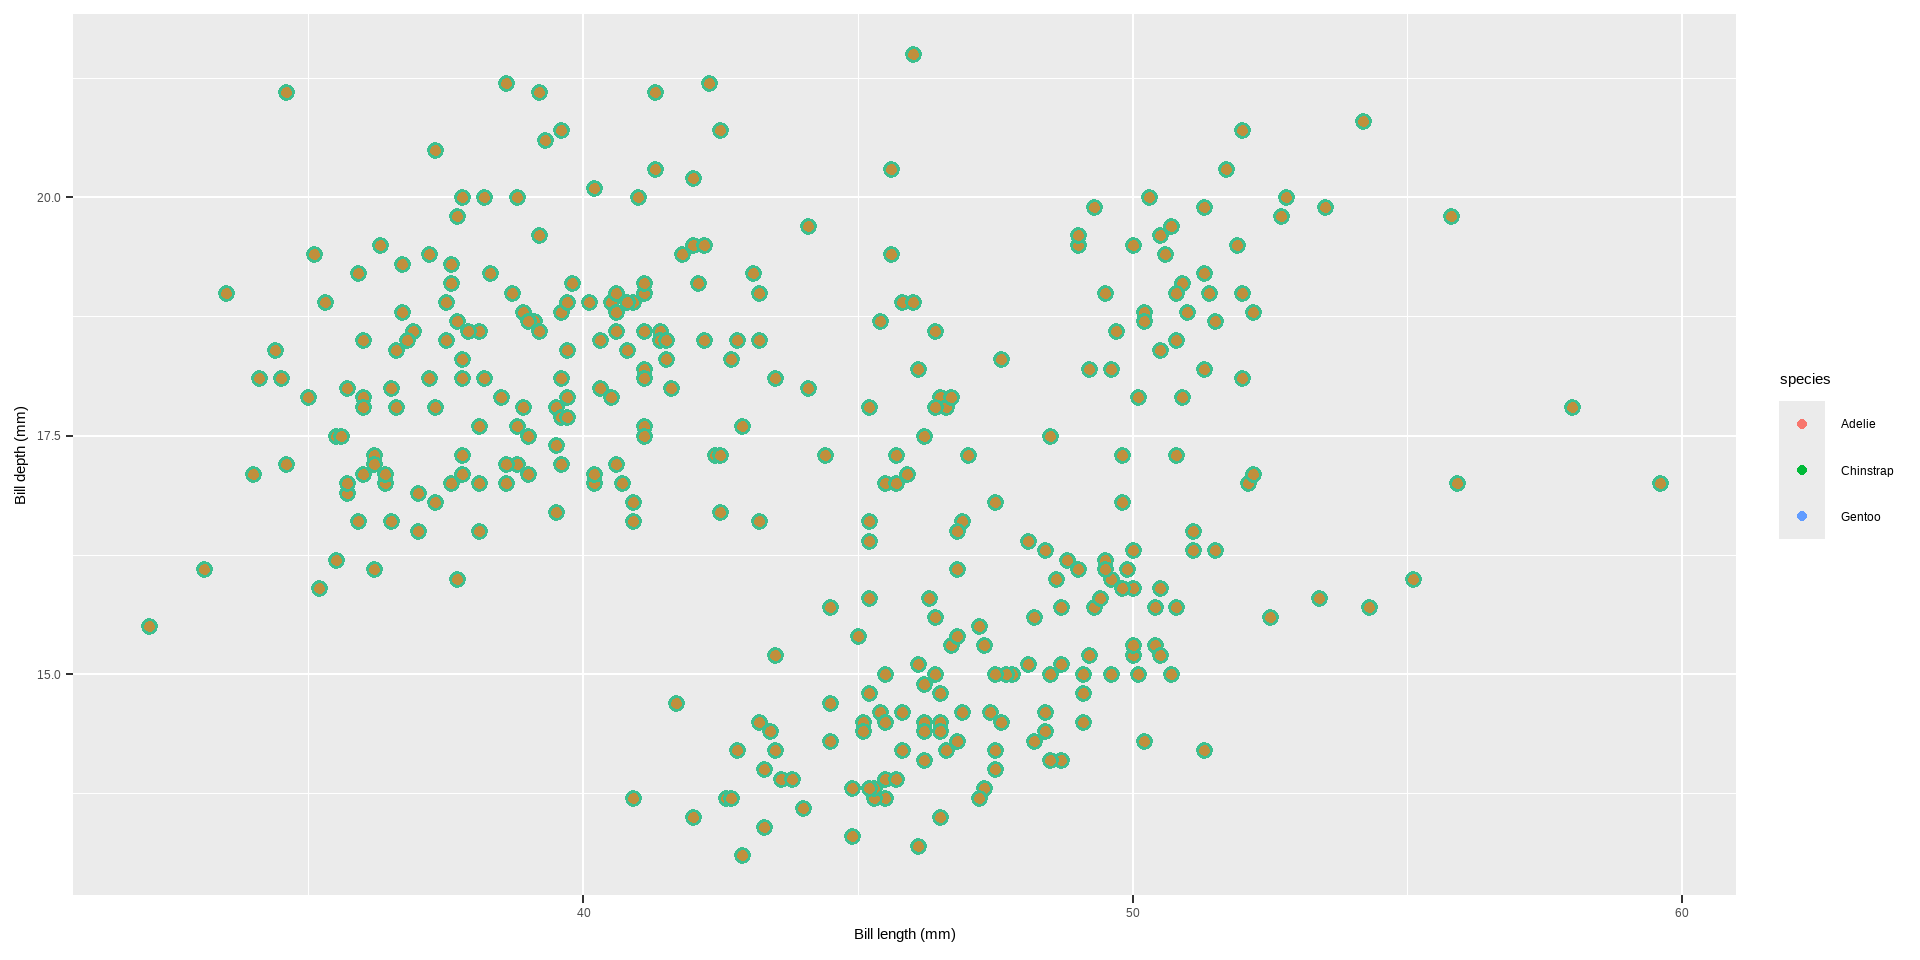 20.0
17.5
15.0
40
50
60
Bill length (mm)
Bill depth (mm)
species
Adelie
Chinstrap
Gentoo